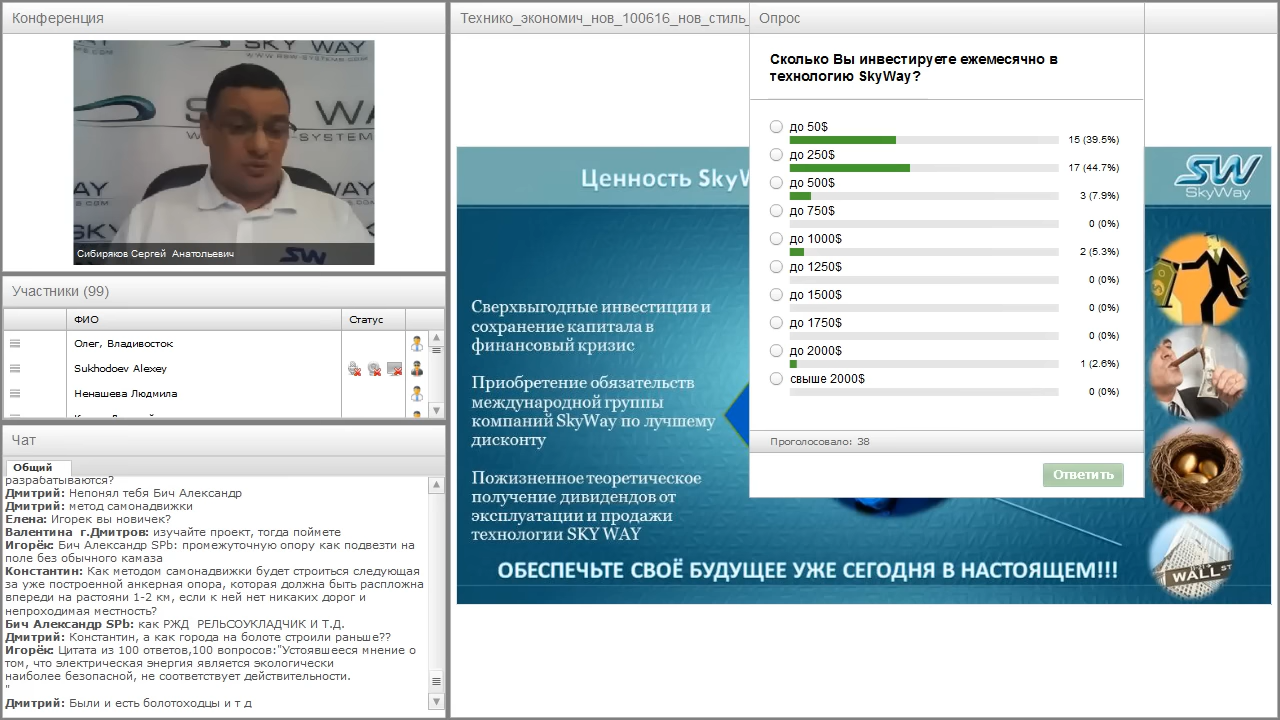 Конференция
SKY WAY
WWW.RSW-SYSTEMS.COM
Сибиряков Сергей Анатольевич
Участники (99)
ФИО
Статус
Олег, Владивосток
Sukhodoev Alexey
Ненашева Людмила
Чат
Общий
разрабатываются?
Дмитрий: Непонял тебя Бич Александр
Дмитрий: метод самонадвижки
Елена: Игорек вы новичек?
Валентина г.Дмитров: изучайте проект, тогда поймете
Игорёк: Бич Александр SPb: промежуточную опору как подвезти на
поле без обычного камаза
Константин: Как методом самонадвижки будет строиться следующая
за уже построенной анкерная опора, которая должна быть распложна
впереди на растояни 1-2 км, если к ней нет никаких дорог и
непроходимая местность?
Бич Александр SPb: как РЖД РЕЛЬСОУКЛАДЧИК И Т.Д.
Дмитрий: Константин, а как города на болоте строили раньше??
Игорёк: Цитата из 100 ответов,100 вопросов:"Устоявшееся мнение о
том, что электрическая энергия является экологически
наиболее безопасной, не соответствует действительности.
"
Дмитрий: Были и есть болотоходцы и т д
Технико_экономич_нов_100616_нов_стиль_
Ценность SkyW
SW
SkyWay
Сверхвыгодные инвестиции и
сохранение капитала в
финансовый кризис
Приобретение обязательств
международной группы
компаний SkyWay по лучшему
дисконту
Пожизненное теоретическое
получение дивидендов от
эксплуатации и продажи
технологии SKY WAY
ОБЕСПЕЧЬТЕ СВОЁ БУДУЩЕЕ УЖЕ СЕГОДНЯ В НАСТОЯЩЕМ!!!
WALL ST
Опрос
Сколько Вы инвестируете ежемесячно в
технологию SkyWay?
до 50$
15 (39.5%)
до 250$
17 (44.7%)
до 500$
3 (7.9%)
до 750$
0 (0%)
до 1000$
2 (5.3%)
до 1250$
0 (0%)
до 1500$
0 (0%)
до 1750$
0 (0%)
до 2000$
1 (2.6%)
свыше 2000$
0 (0%)
Проголосовало: 38
Ответить